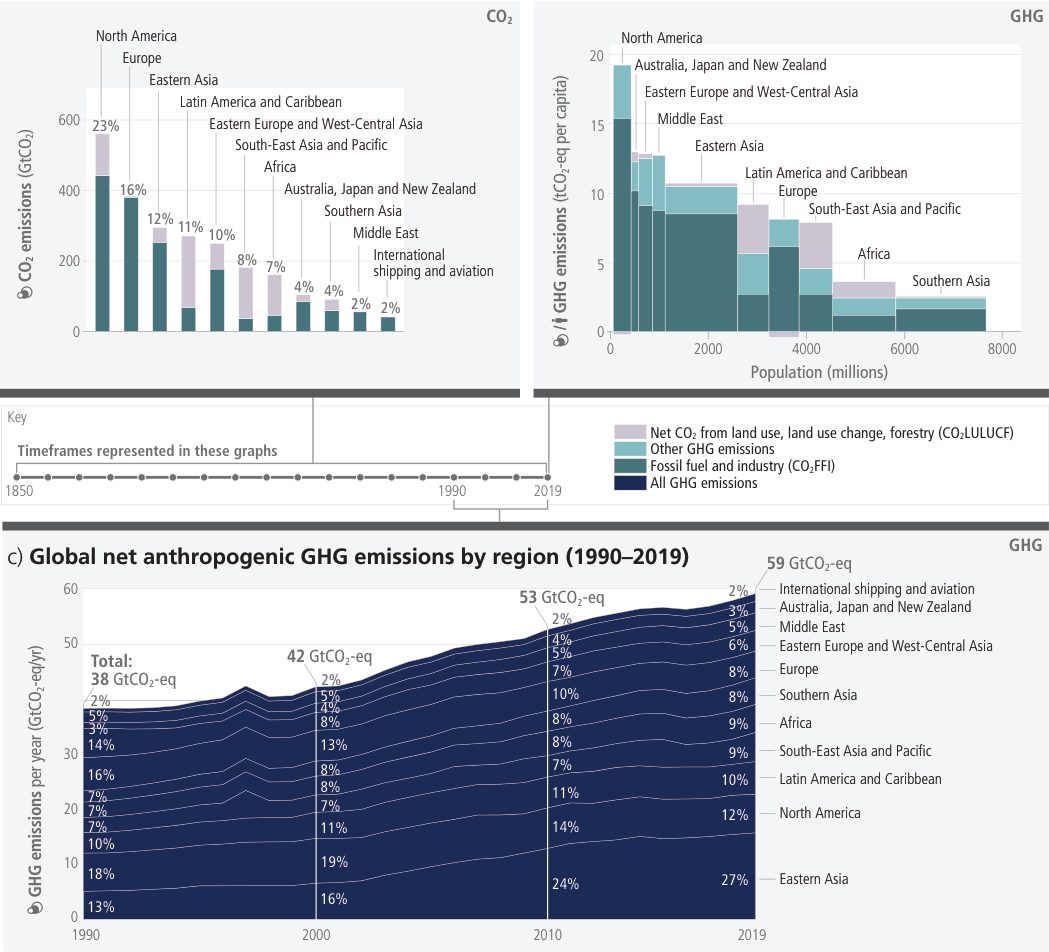 CO₂
North America
Europe
Eastern Asia
Latin America and Caribbean
Eastern Europe and West-Central Asia
South-East Asia and Pacific
Africa
Australia, Japan and New Zealand
Southern Asia
Middle East
International
shipping and aviation
CO₂ emissions (GtCO₂)
600
400
200
0
23%
16%
12%
11%
10%
8%
7%
4%
4%
2%
2%
GHG
North America
Australia, Japan and New Zealand
Eastern Europe and West-Central Asia
Middle East
Eastern Asia
Latin America and Caribbean
Europe
South-East Asia and Pacific
Africa
Southern Asia
/ GHG emissions (tCO₂-eq per capita)
20
15
10
5
0
0
2000
4000
6000
8000
Population (millions)
Key
Timeframes represented in these graphs
1850
1990
2019
Net CO₂ from land use, land use change, forestry (CO₂LULUCF)
Other GHG emissions
Fossil fuel and industry (CO₂FFI)
All GHG emissions
c) Global net anthropogenic GHG emissions by region (1990–2019)
GHG
GHG emissions per year (GtCO₂-eq/yr)
60
50
30
20
10
0
Total:
38 GtCO₂-eq
2%
5%
3%
14%
16%
7%
7%
7%
10%
18%
13%
42 GtCO₂-eq
2%
5%
4%
8%
13%
8%
8%
7%
11%
19%
16%
53 GtCO₂-eq
2%
4%
5%
7%
10%
8%
8%
7%
11%
14%
24%
59 GtCO₂-eq
2% International shipping and aviation
3% Australia, Japan and New Zealand
5% Middle East
6% Eastern Europe and West-Central Asia
8% Europe
8% Southern Asia
9% Africa
9% South-East Asia and Pacific
10% Latin America and Caribbean
12% North America
27% Eastern Asia
1990
2000
2010
2019